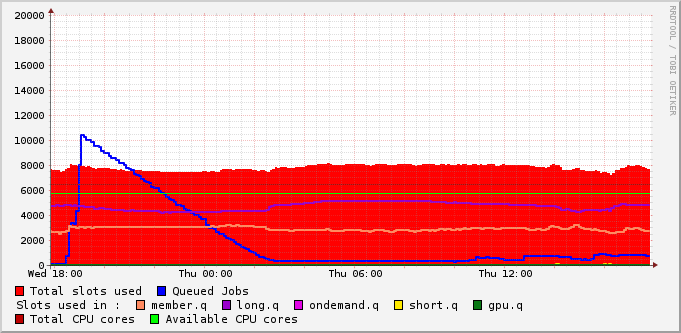 20000
18000
16000
14000
12000
10000
8000
6000
4000
2000
0
Wed 18:00 Thu 00:00 Thu 06:00 Thu 12:00
Total slots used Queued Jobs
Slots used in : member.q long.q ondemand.q short.q gpu.q
Total CPU cores Available CPU cores
RRDTOOL / TOBI OETIKER